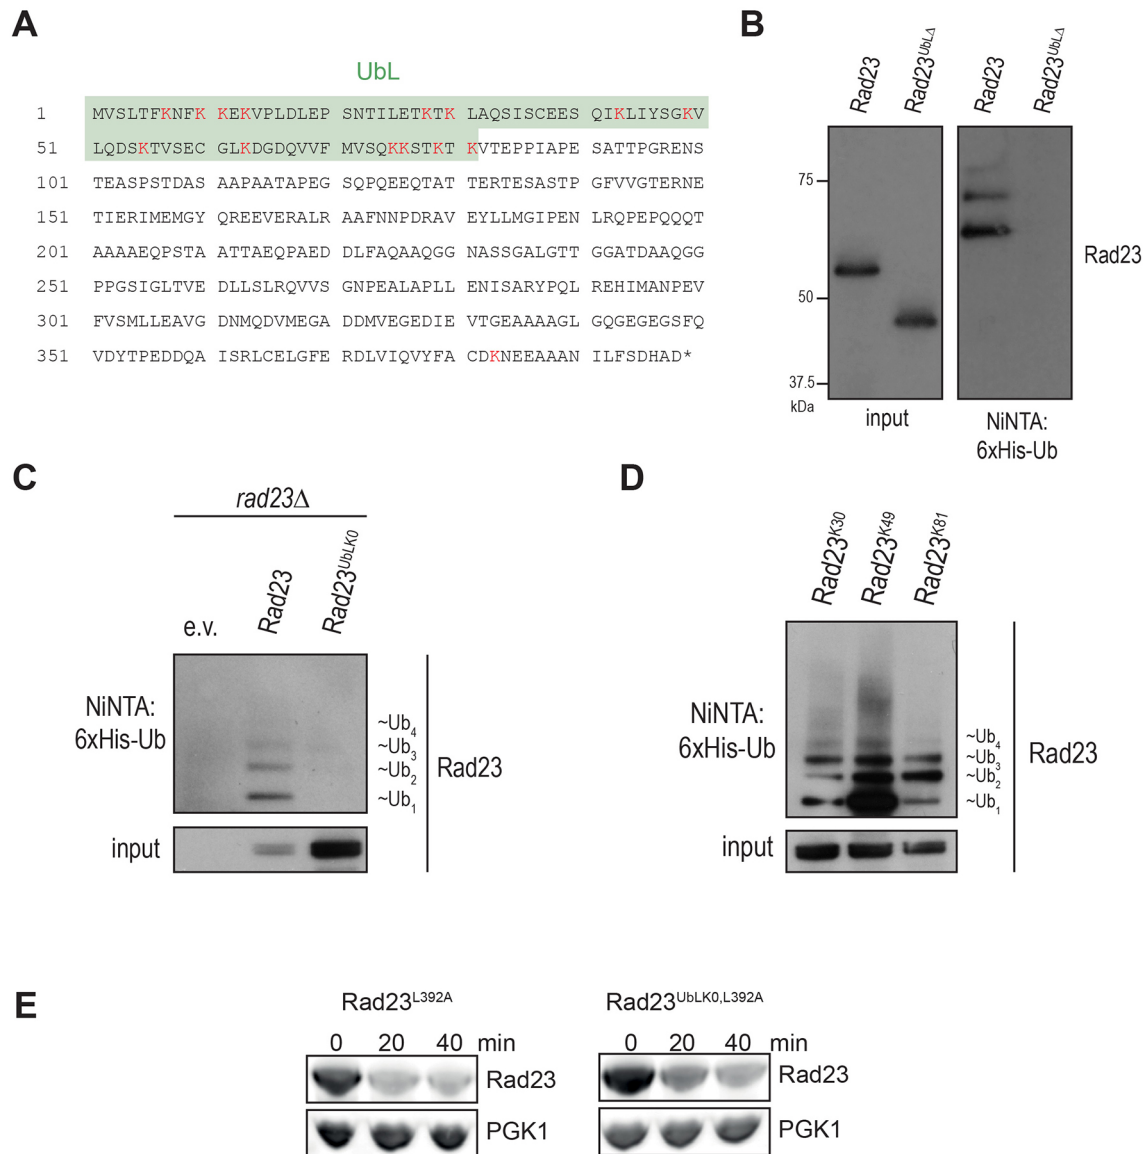 A
UbL
1 MVSLTFKNFK KEKVPLDLEP SNTILETKTK LAQSISCEES QIKLIYSGKV
51 LQDSKTVSEC GLKDGDQVVF MVSQKKSTKT KVTEPPIAPE SATTPGRENS
101 TEASPSTDAS AAPAATAPEG SQPQEEQTAT TERTESASTP GFVVGTERNE
151 TIERIMEMGY QREEVERALR AAFNNPDRAV EYLLMGIPEN LRQPEPQQQT
201 AAAAEQPSTA ATTAEQPAED DLFAQAAQGG NASSGALGTT GGATDAAQGG
251 PPGSIGLTVE DLLSLRQVVS GNPEALAPLL ENISARYPQL REHIMANPEV
301 FVSMLLEAVG DNMQDVMEGA DDMVEGEDIE VTGEAAAAGL GQGEGEGSFQ
351 VDYTPEDDQA ISRLCELGFE RDLVIQVYFA CDKNEEAAAN ILFSDHAD*
B
Rad23 Rad23UbLΔ Rad23 Rad23UbLΔ
75
50
37.5
kDa
Rad23
input NiNTA:
6xHis-Ub
C
rad23Δ
e.v. Rad23 Rad23UbLK0
NiNTA:
6xHis-Ub
~Ub4
~Ub3
~Ub2
~Ub1
Rad23
input
D
Rad23K30 Rad23K49 Rad23K81
NiNTA:
6xHis-Ub
~Ub4
~Ub3
~Ub2
~Ub1
Rad23
input
E
Rad23L392A Rad23UbLK0,L392A
0 20 40 min 0 20 40 min
Rad23 Rad23
PGK1 PGK1